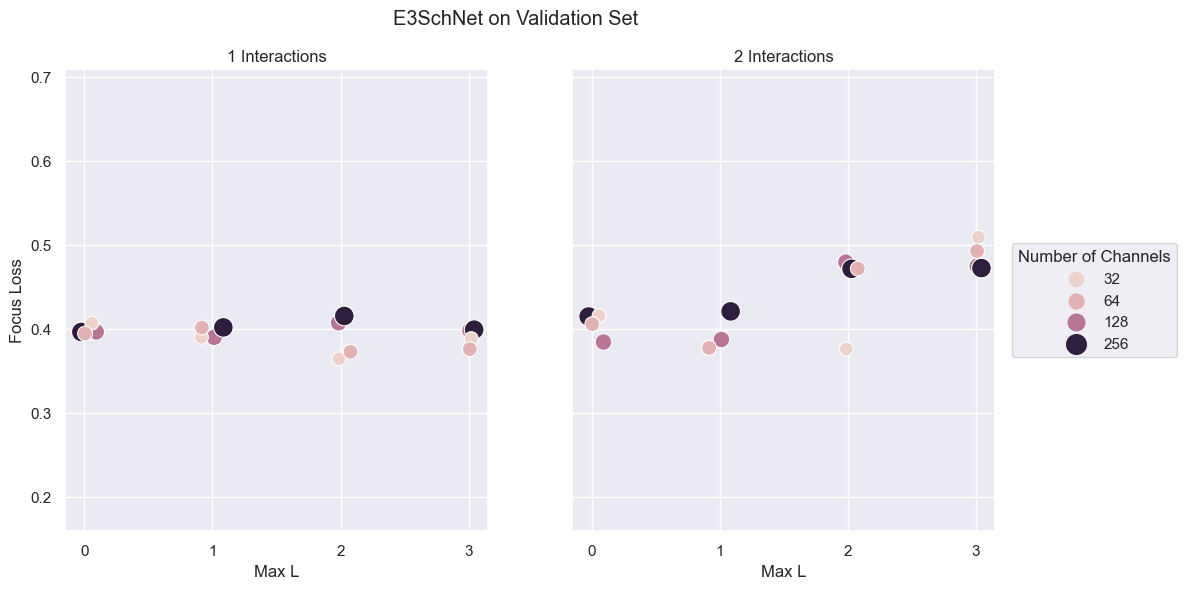 E3SchNet on Validation Set
1 Interactions
2 Interactions
0.7
0.6
0.5
0.4
0.3
0.2
Focus Loss
0 1 2 3
Max L
0 1 2 3
Max L
Number of Channels
32
64
128
256